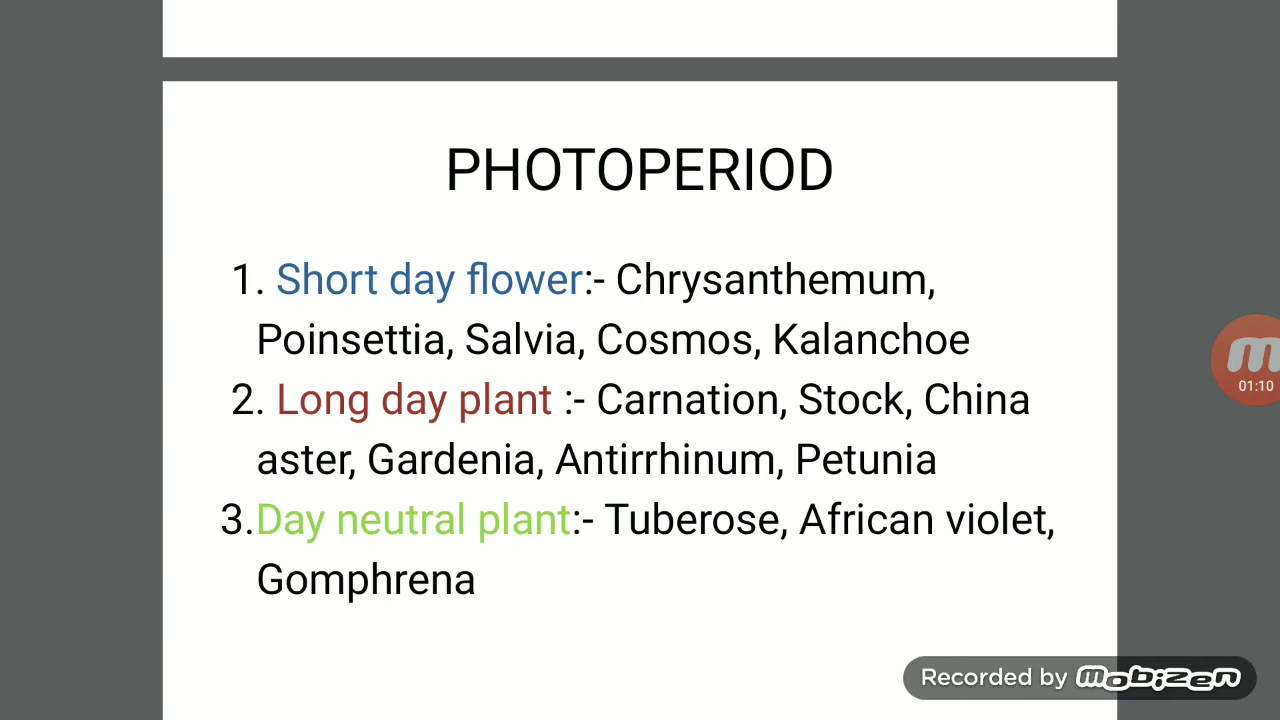 PHOTOPERIOD
1. Short day flower:- Chrysanthemum,
Poinsettia, Salvia, Cosmos, Kalanchoe
2. Long day plant :- Carnation, Stock, China
aster, Gardenia, Antirrhinum, Petunia
3.Day neutral plant:- Tuberose, African violet,
Gomphrena
m
01:10
Recorded by mobizen